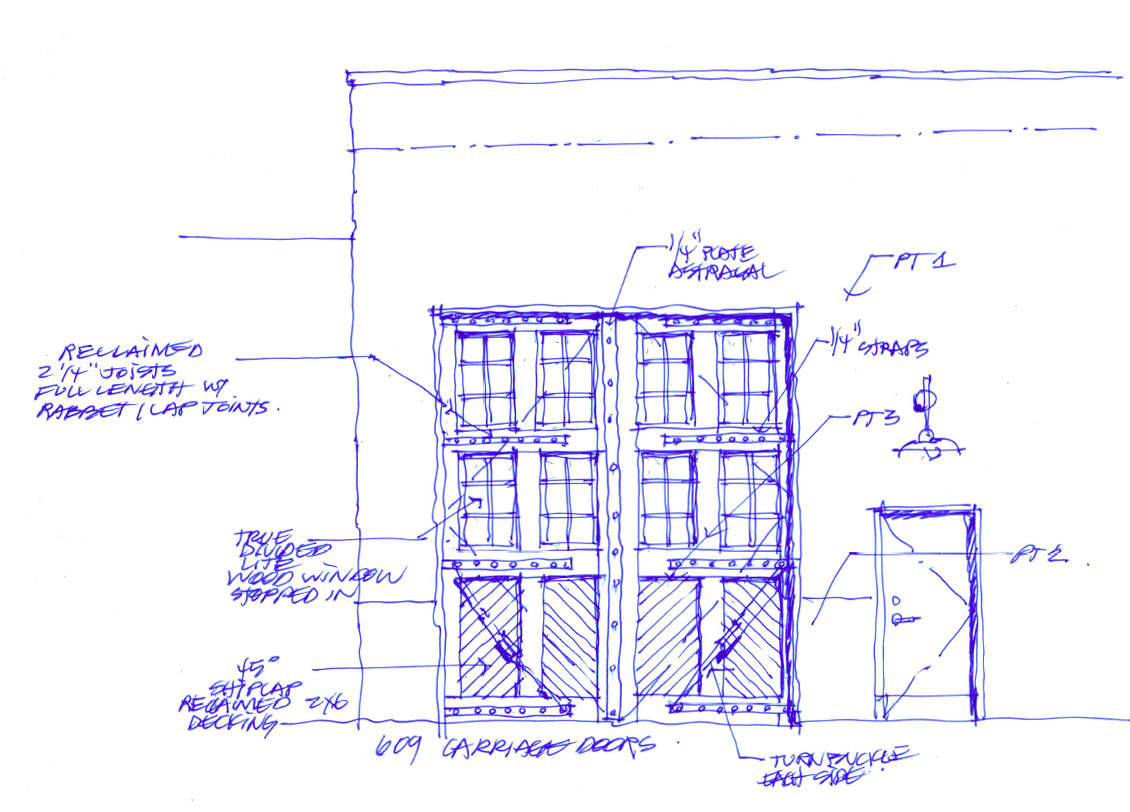 1/4" PLATE
ASTRAGAL
PT 1
1/4" STRAPS
RECLAIMED
2 1/4" JOISTS
FULL LENGTH W/
RABBET / LAP JOINTS.
PT 3
TRUE
DIVIDED
LITE
WOOD WINDOW
STOPPED IN
PT 2.
45°
SHIPLAP
RECLAIMED 2X6
DECKING
609 CARRIAGE DOORS.
TURNBUCKLE
EACH SIDE